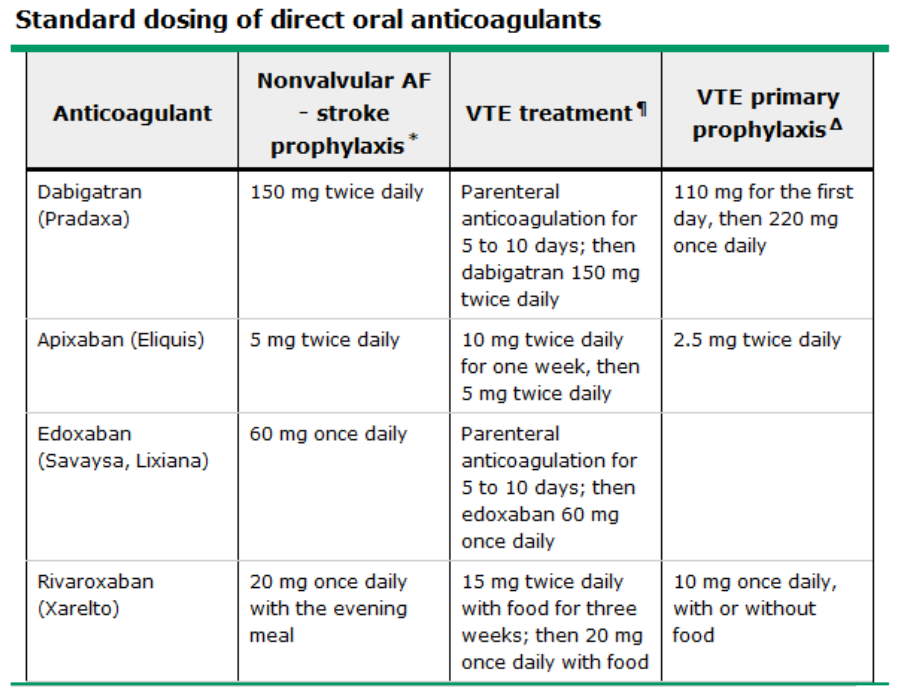 Standard dosing of direct oral anticoagulants
Anticoagulant
Nonvalvular AF
- stroke
prophylaxis*
VTE treatment¶
VTE primary
prophylaxisΔ
Dabigatran
(Pradaxa)
150 mg twice daily
Parenteral
anticoagulation for
5 to 10 days; then
dabigatran 150 mg
twice daily
110 mg for the first
day, then 220 mg
once daily
Apixaban (Eliquis)
5 mg twice daily
10 mg twice daily
for one week, then
5 mg twice daily
2.5 mg twice daily
Edoxaban
(Savaysa, Lixiana)
60 mg once daily
Parenteral
anticoagulation for
5 to 10 days; then
edoxaban 60 mg
once daily
Rivaroxaban
(Xarelto)
20 mg once daily
with the evening
meal
15 mg twice daily
with food for three
weeks; then 20 mg
once daily with food
10 mg once daily,
with or without
food